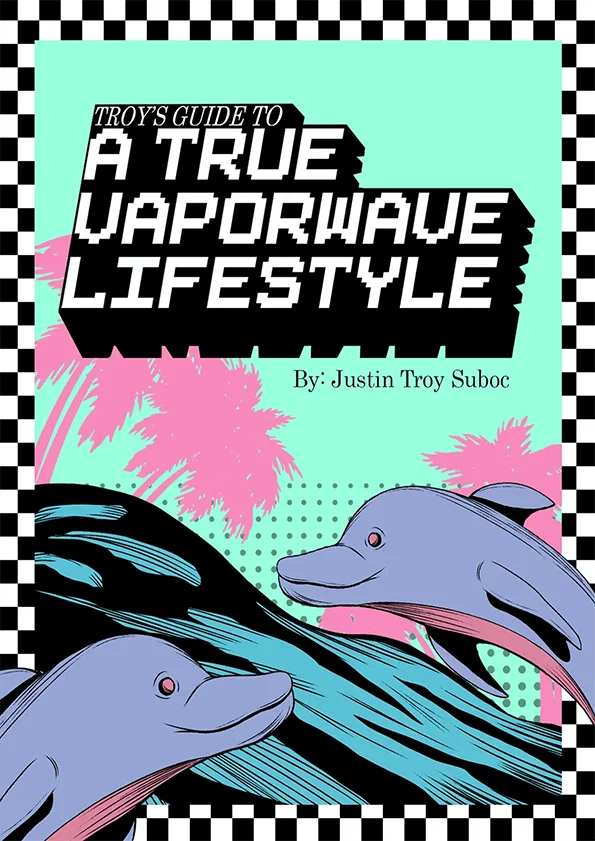 TROY'S GUIDE TO
A TRUE
VAPORWAVE
LIFESTYLE
By: Justin Troy Suboc